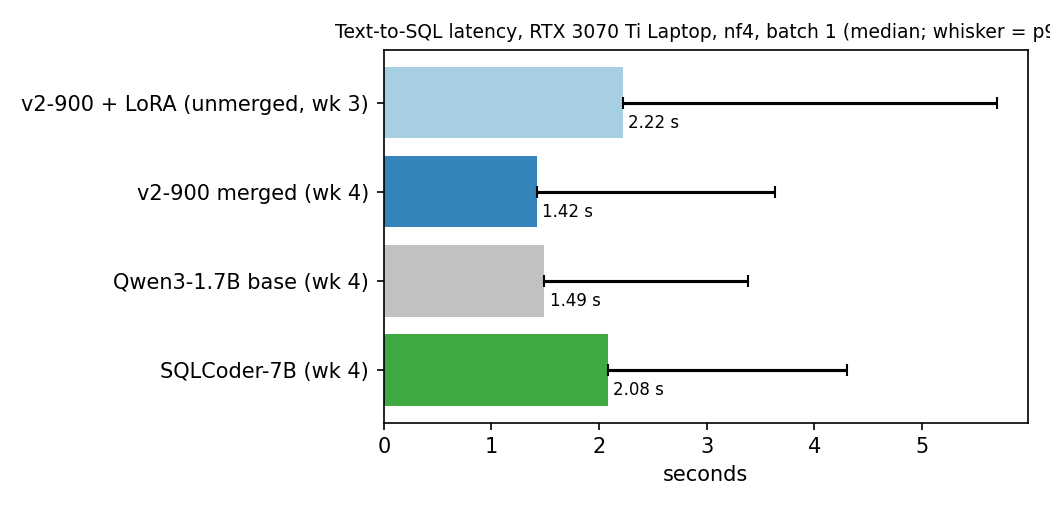 Text-to-SQL latency, RTX 3070 Ti Laptop, nf4, batch 1 (median; whisker =
v2-900 + LoRA (unmerged, wk 3)
2.22 s
v2-900 merged (wk 4)
1.42 s
Qwen3-1.7B base (wk 4)
1.49 s
SQLCoder-7B (wk 4)
2.08 s
0 1 2 3 4 5
seconds